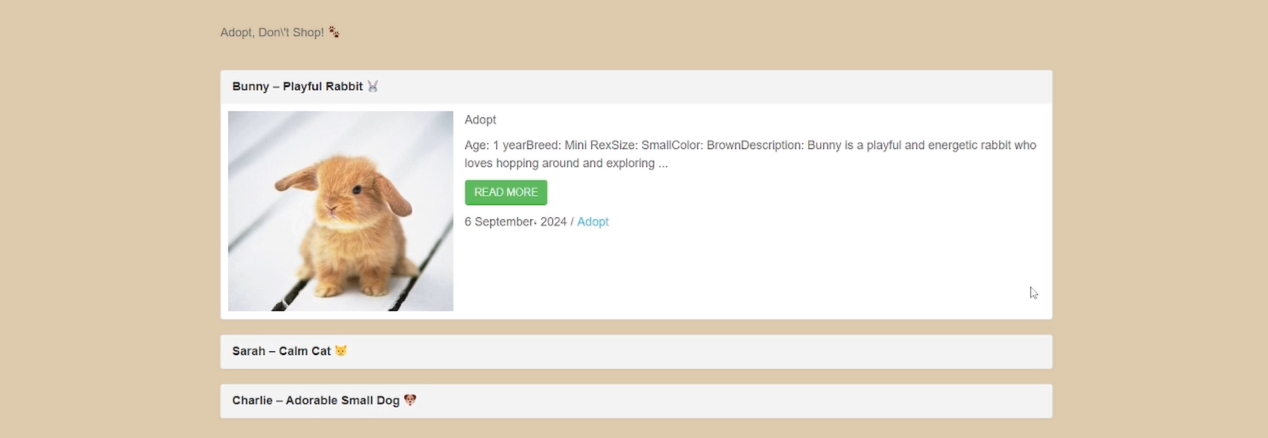 Adopt, Don\'t Shop! 🐾
Bunny – Playful Rabbit 🐰
Adopt
Age: 1 yearBreed: Mini RexSize: SmallColor: BrownDescription: Bunny is a playful and energetic rabbit who
loves hopping around and exploring ...
READ MORE
6 September، 2024 / Adopt
Sarah – Calm Cat 🐱
Charlie – Adorable Small Dog 🐶